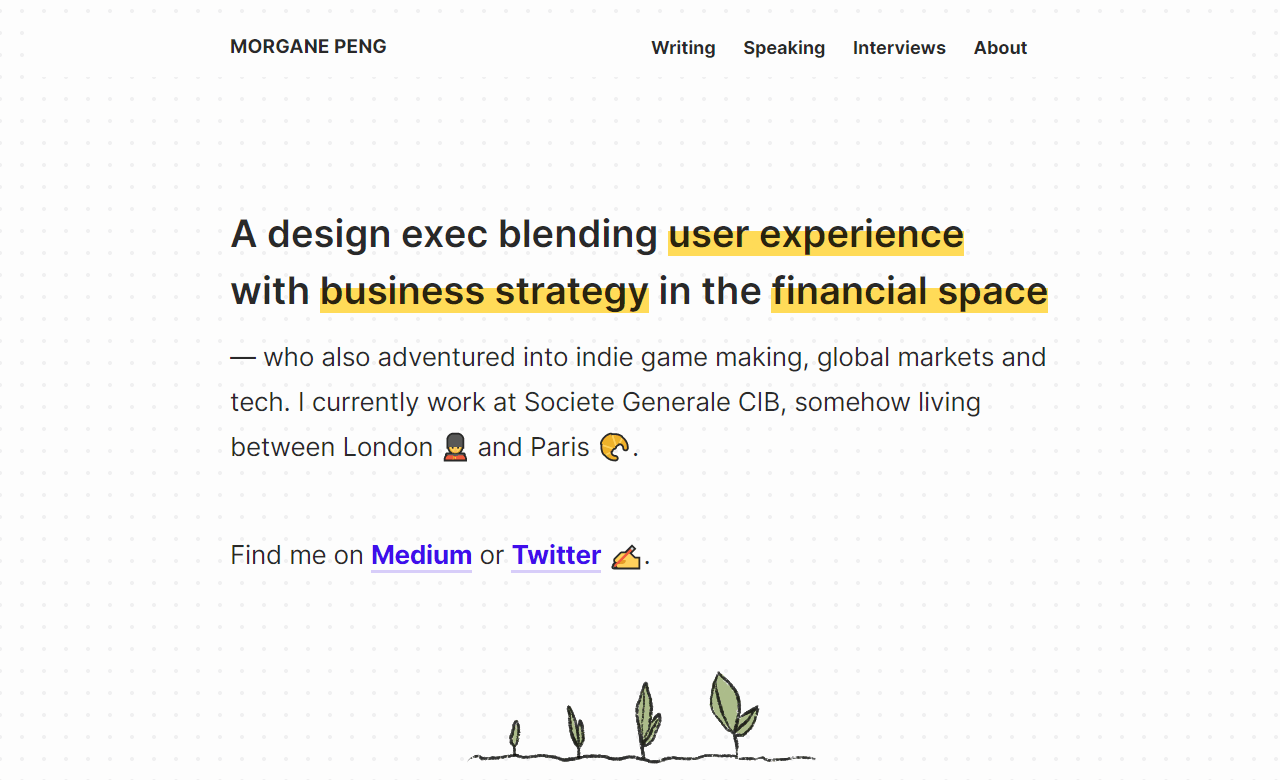 MORGANE PENG
Writing Speaking Interviews About
A design exec blending user experience
with business strategy in the financial space
— who also adventured into indie game making, global markets and
tech. I currently work at Societe Generale CIB, somehow living
between London 💂 and Paris 🥐.
Find me on Medium or Twitter ✍️.